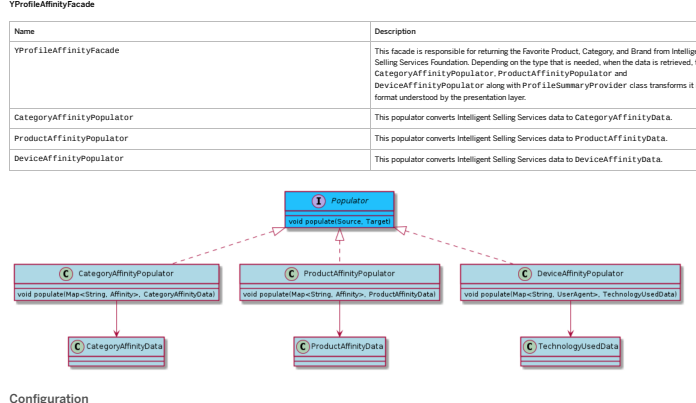 YProfileAffinityFacade
Name Description
YProfileAffinityFacade This facade is responsible for returning the Favorite Product, Category, and Brand from Intellige
Selling Services Foundation. Depending on the type that is needed, when the data is retrieved,
CategoryAffinityPopulator, ProductAffinityPopulator and
DeviceAffinityPopulator along with ProfileSummaryProvider class transforms it
format understood by the presentation layer.
CategoryAffinityPopulator This populator converts Intelligent Selling Services data to CategoryAffinityData.
ProductAffinityPopulator This populator converts Intelligent Selling Services data to ProductAffinityData.
DeviceAffinityPopulator This populator converts Intelligent Selling Services data to DeviceAffinityData.
I Populator
void populate(Source, Target)
C CategoryAffinityPopulator C ProductAffinityPopulator C DeviceAffinityPopulator
void populate(Map<String, Affinity>, CategoryAffinityData) void populate(Map<String, Affinity>, ProductAffinityData) void populate(Map<String, UserAgent>, TechnologyUsedData)
C CategoryAffinityData C ProductAffinityData C TechnologyUsedData
Configuration